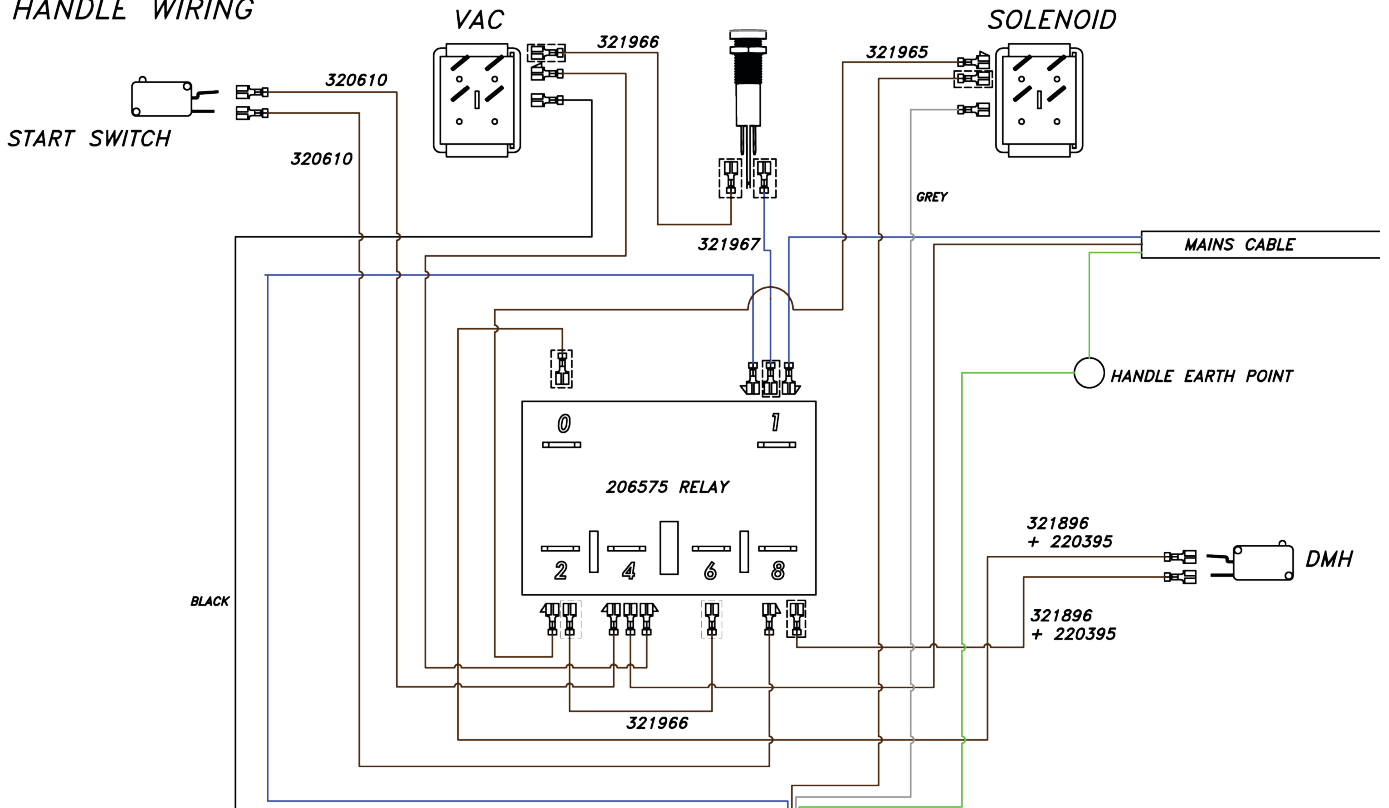 HANDLE WIRING
VAC
SOLENOID
321966
321965
320610
START SWITCH
320610
GREY
321967
MAINS CABLE
HANDLE EARTH POINT
0
1
206575 RELAY
321896
+ 220395
DMH
2
4
6
8
BLACK
321896
+ 220395
321966